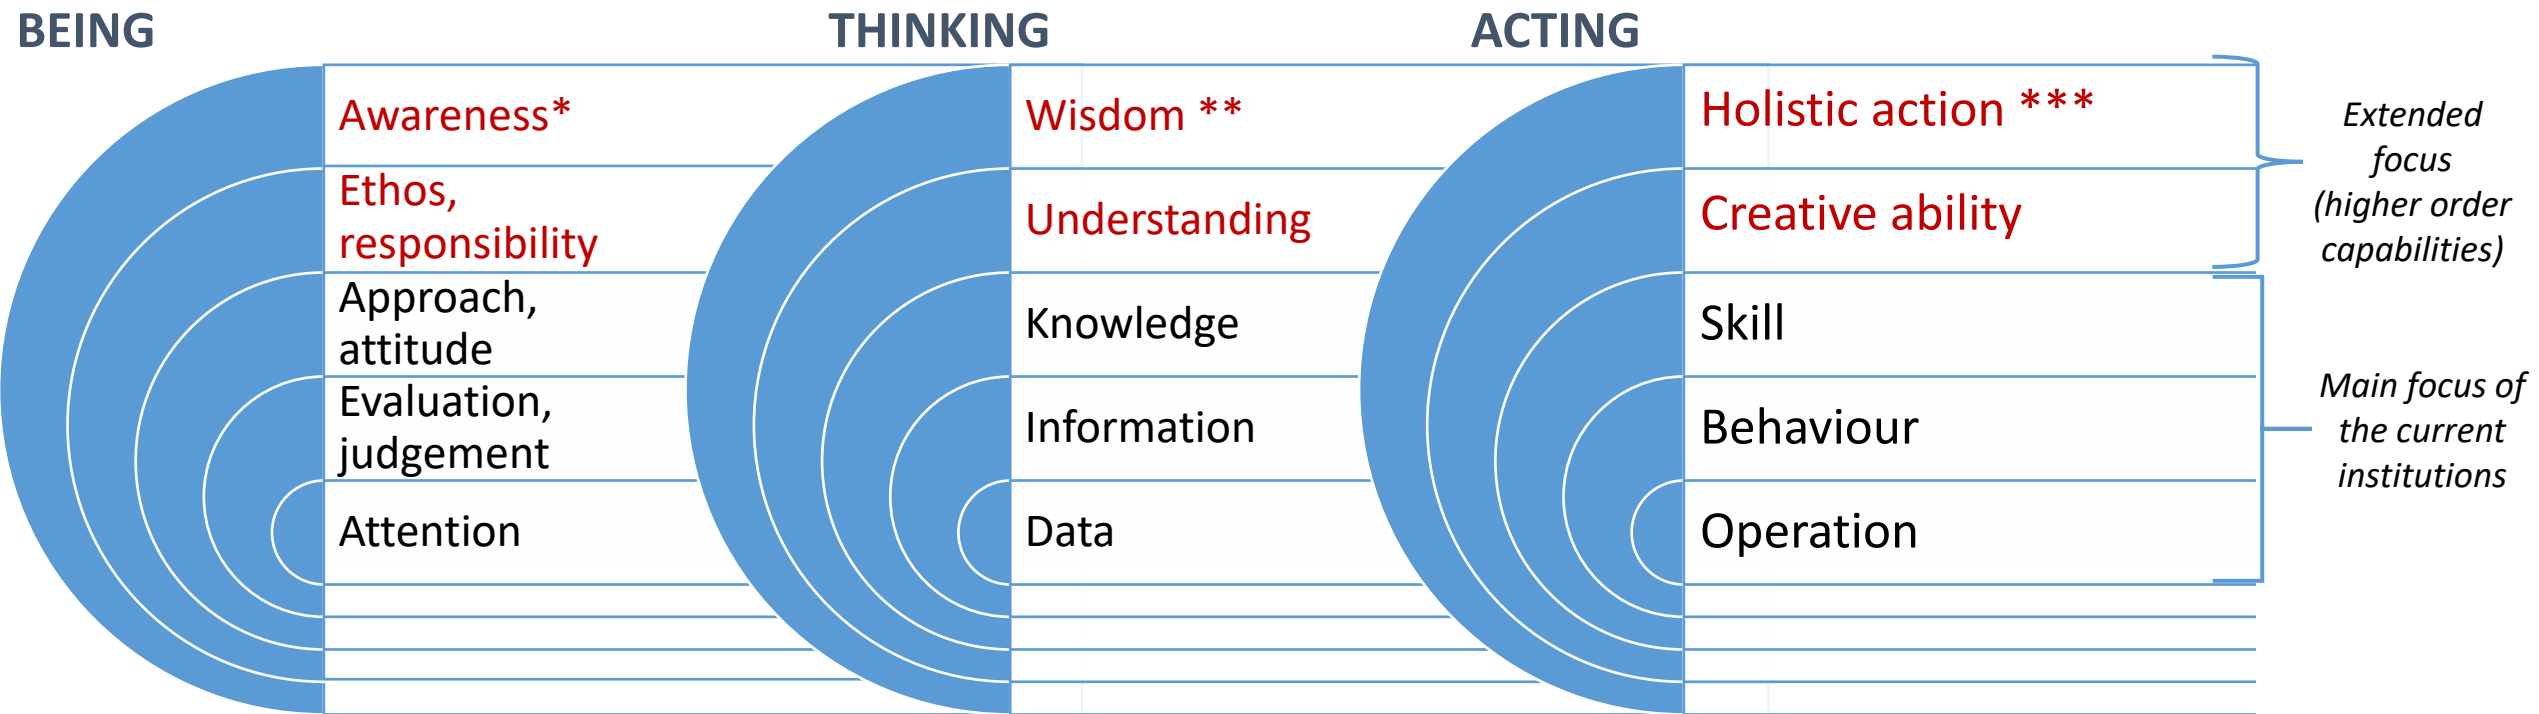 BEING
THINKING
ACTING
Awareness*
Ethos,
responsibility
Approach,
attitude
Evaluation,
judgement
Attention
Wisdom **
Understanding
Knowledge
Information
Data
Holistic action ***
Creative ability
Skill
Behaviour
Operation
Extended
focus
(higher order
capabilities)
Main focus of
the current
institutions